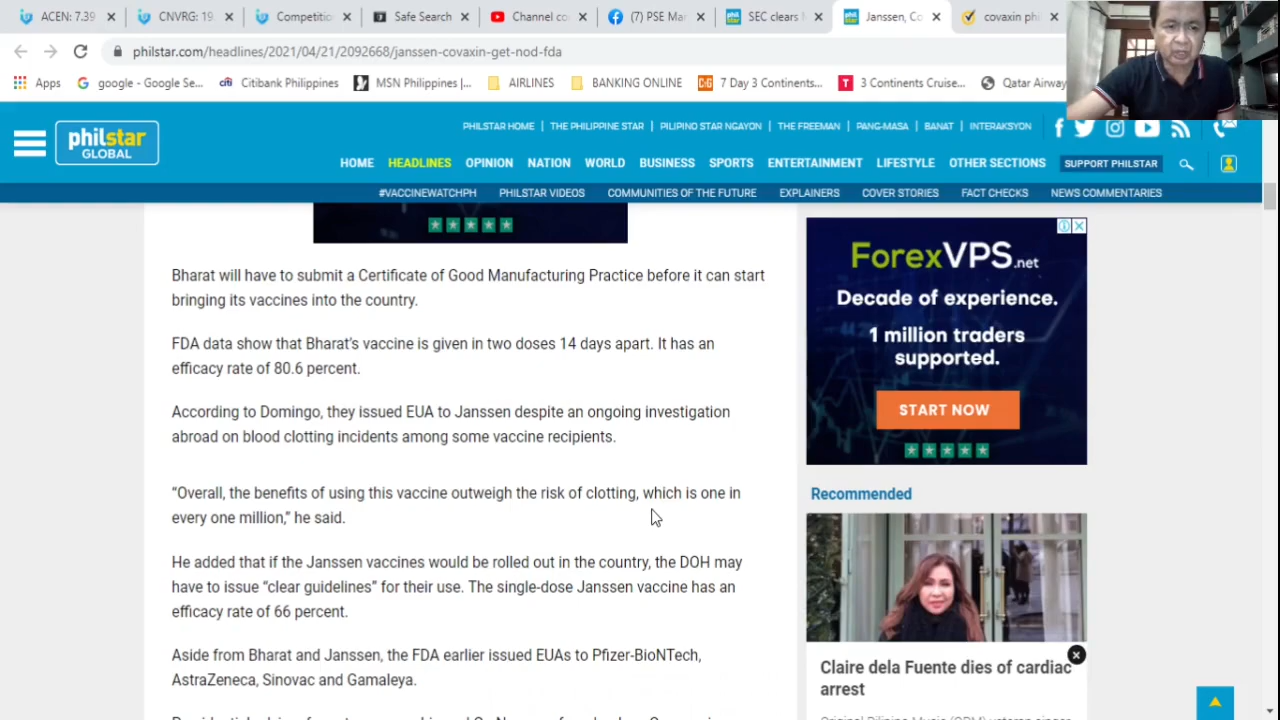 ACEN: 7.39
CNVRG: 19
Competitio
Safe Search
Channel co
(7) PSE Ma
SEC clears
Janssen, Co
covaxin phi
philstar.com/headlines/2021/04/21/2092668/janssen-covaxin-get-nod-fda
Apps
google - Google Se...
Citibank Philippines
MSN Philippines |...
AIRLINES
BANKING ONLINE
7 Day 3 Continents...
3 Continents Cruise...
Qatar Airway
philstar
GLOBAL
PHILSTAR HOME | THE PHILIPPINE STAR | PILIPINO STAR NGAYON | THE FREEMAN | PANG-MASA | BANAT | INTERAKSYON
HOME HEADLINES OPINION NATION WORLD BUSINESS SPORTS ENTERTAINMENT LIFESTYLE OTHER SECTIONS SUPPORT PHILSTAR
#VACCINEWATCHPH PHILSTAR VIDEOS COMMUNITIES OF THE FUTURE EXPLAINERS COVER STORIES FACT CHECKS NEWS COMMENTARIES
Bharat will have to submit a Certificate of Good Manufacturing Practice before it can start
bringing its vaccines into the country.
FDA data show that Bharat's vaccine is given in two doses 14 days apart. It has an
efficacy rate of 80.6 percent.
According to Domingo, they issued EUA to Janssen despite an ongoing investigation
abroad on blood clotting incidents among some vaccine recipients.
“Overall, the benefits of using this vaccine outweigh the risk of clotting, which is one in
every one million,” he said.
He added that if the Janssen vaccines would be rolled out in the country, the DOH may
have to issue “clear guidelines” for their use. The single-dose Janssen vaccine has an
efficacy rate of 66 percent.
Aside from Bharat and Janssen, the FDA earlier issued EUAs to Pfizer-BioNTech,
AstraZeneca, Sinovac and Gamaleya.
ForexVPS.net
Decade of experience.
1 million traders
supported.
START NOW
Recommended
Claire dela Fuente dies of cardiac
arrest